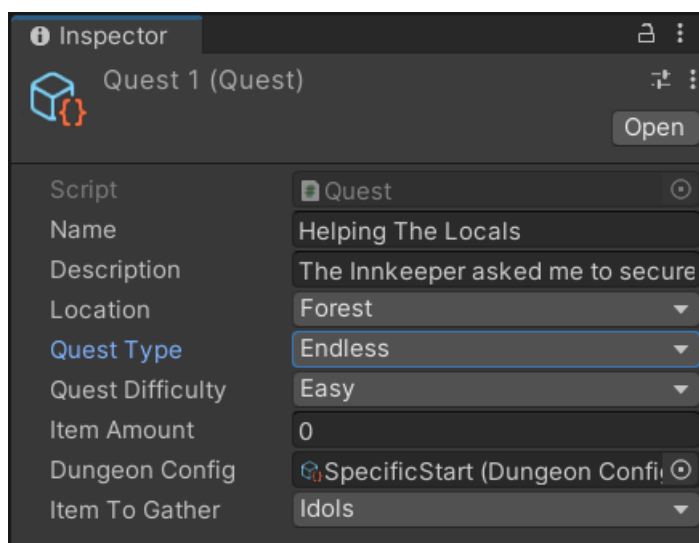 Inspector
Quest 1 (Quest)
Open
Script Quest
Name Helping The Locals
Description The Innkeeper asked me to secure
Location Forest
Quest Type Endless
Quest Difficulty Easy
Item Amount 0
Dungeon Config SpecificStart (Dungeon Config
Item To Gather Idols